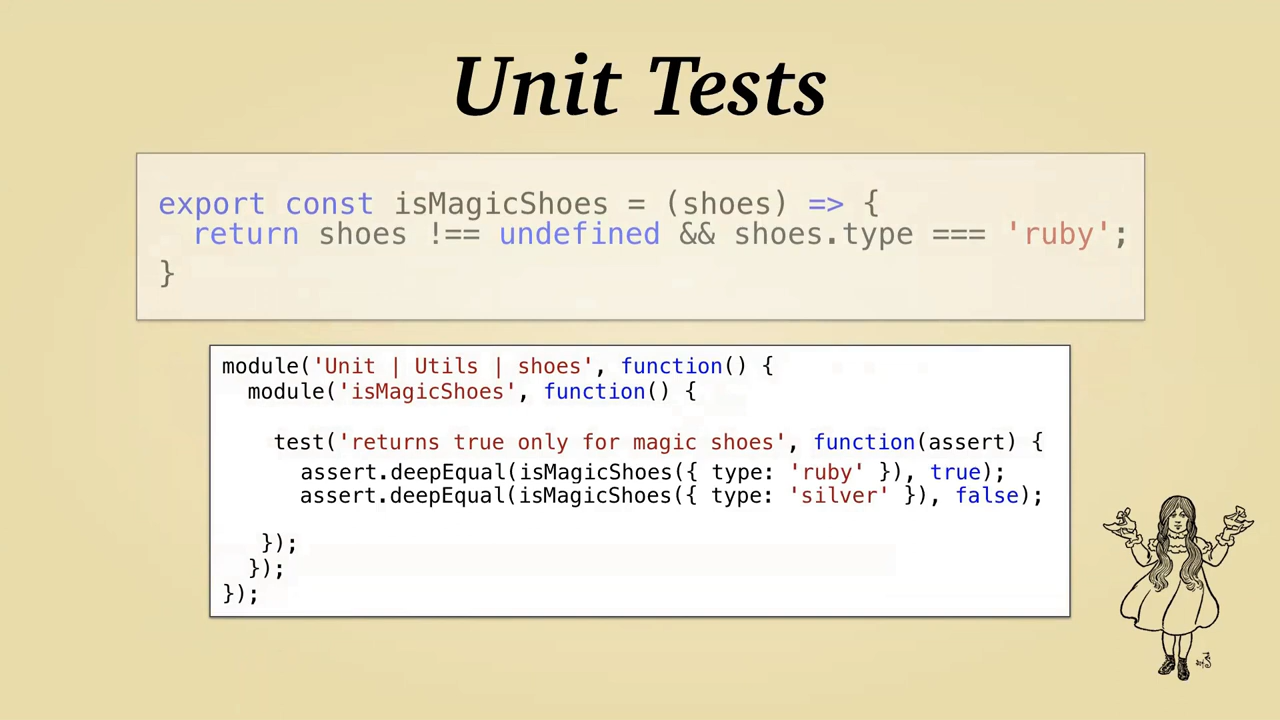 Unit Tests
export const isMagicShoes = (shoes) => {
return shoes !== undefined && shoes.type === 'ruby';
}
module('Unit | Utils | shoes', function() {
module('isMagicShoes', function() {
test('returns true only for magic shoes', function(assert) {
assert.deepEqual(isMagicShoes({ type: 'ruby' }), true);
assert.deepEqual(isMagicShoes({ type: 'silver' }), false);
});
});
});